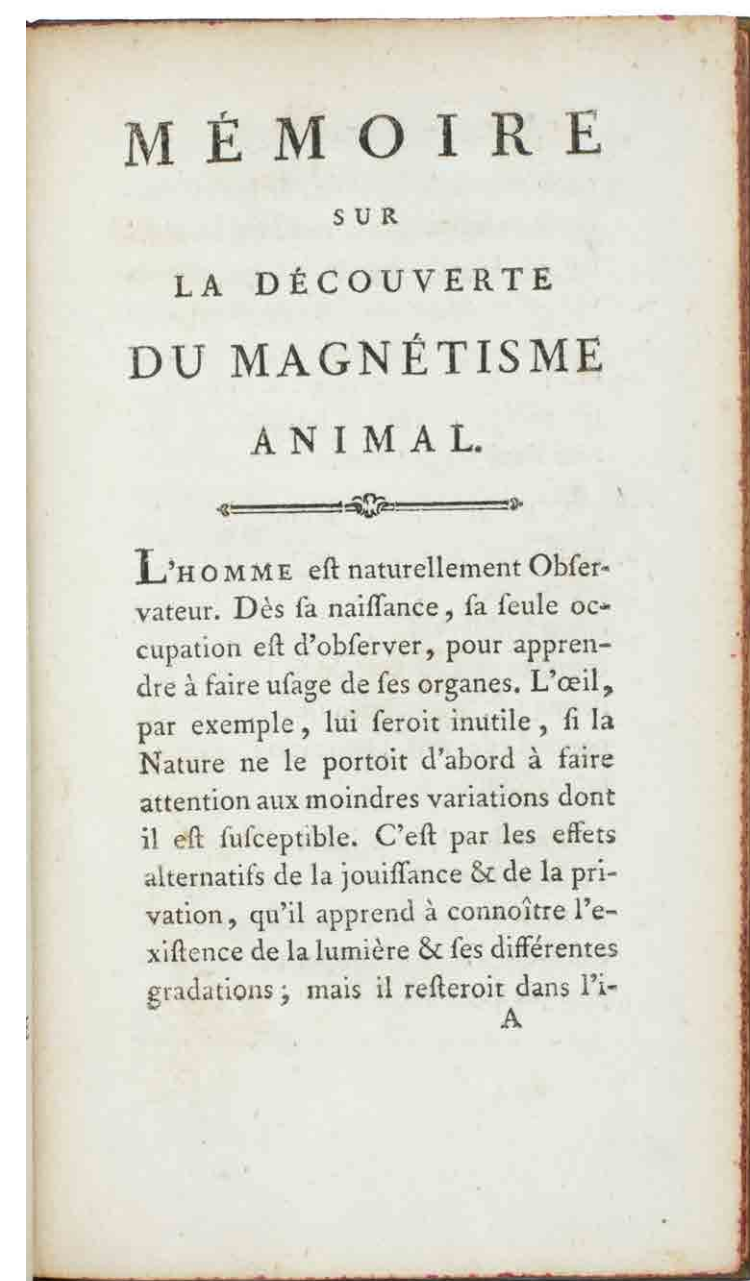 MÉMOIRE
SUR
LA DÉCOUVERTE
DU MAGNÉTISME
ANIMAL.
L'HOMME eſt naturellement Obſer-
vateur. Dès ſa naiſſance, ſa ſeule oc-
cupation eſt d'obſerver, pour appren-
dre à faire uſage de ſes organes. L'œil,
par exemple, lui ſeroit inutile, ſi la
Nature ne le portoit d'abord à faire
attention aux moindres variations dont
il eſt ſuſceptible. C'eſt par les effets
alternatifs de la jouiſſance & de la pri-
vation, qu'il apprend à connoître l'e-
xiſtence de la lumière & ſes différentes
gradations; mais il reſteroit dans l'i-
A